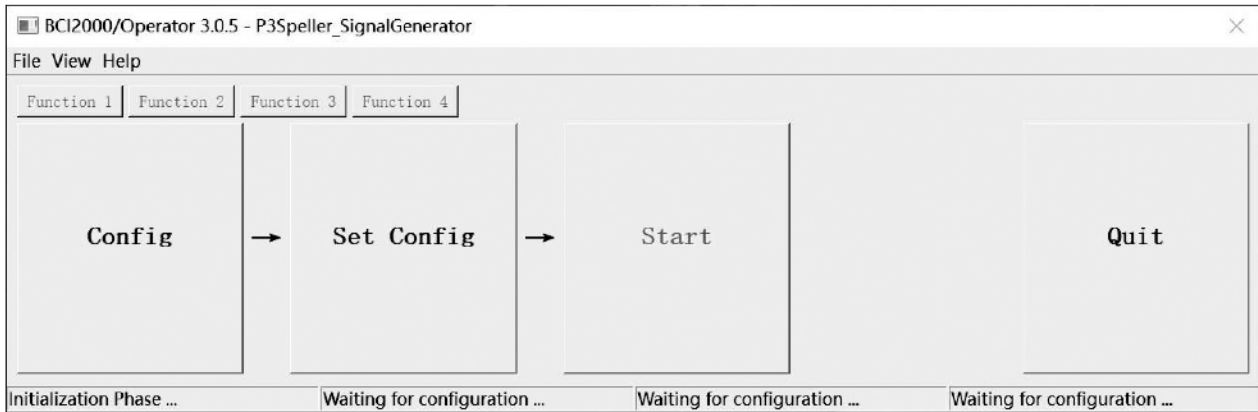 BCI2000/Operator 3.0.5 - P3Speller_SignalGenerator
File View Help
Function 1 Function 2 Function 3 Function 4
Config → Set Config → Start Quit
Initialization Phase ... Waiting for configuration ... Waiting for configuration ... Waiting for configuration ...